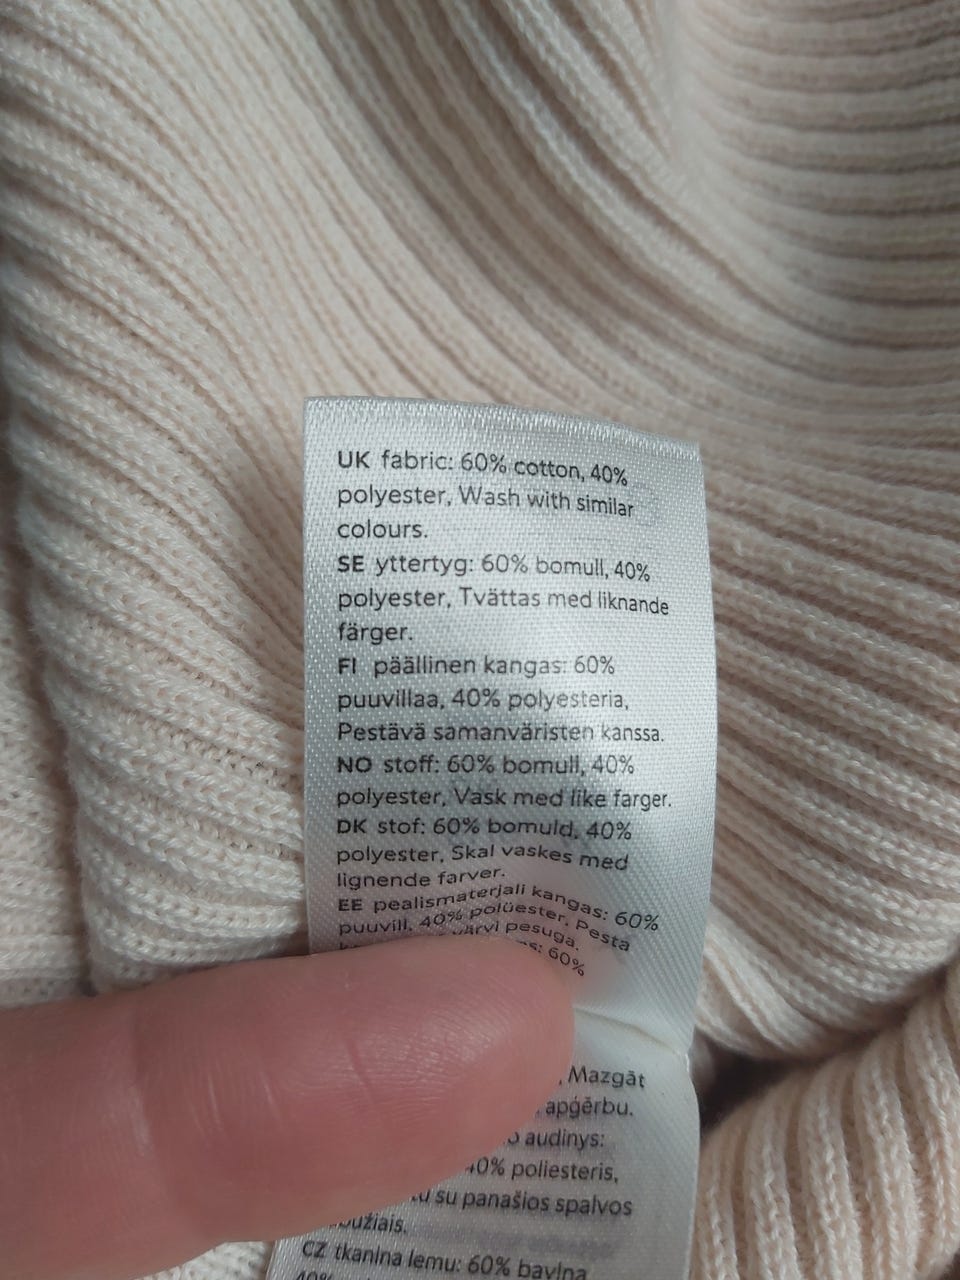 UK fabric: 60% cotton, 40%
polyester, Wash with similar
colours.
SE yttertyg: 60% bomull, 40%
polyester, Tvättas med liknande
färger.
FI päällinen kangas: 60%
puuvillaa, 40% polyesteria,
Pestävä samanväristen kanssa.
NO stoff: 60% bomull, 40%
polyester, Vask med like farger.
DK stof: 60% bomuld, 40%
polyester, Skal vaskes med
lignende farver.
EE pealismaterjali kangas: 60%
puuvill, 40% polüester, Pesta
värvi pesuga.
60%
, Mazgāt
apģērbu.
audinys:
40% poliesteris,
su panašios spalvos
CZ tkanina lemu: 60% bavlna